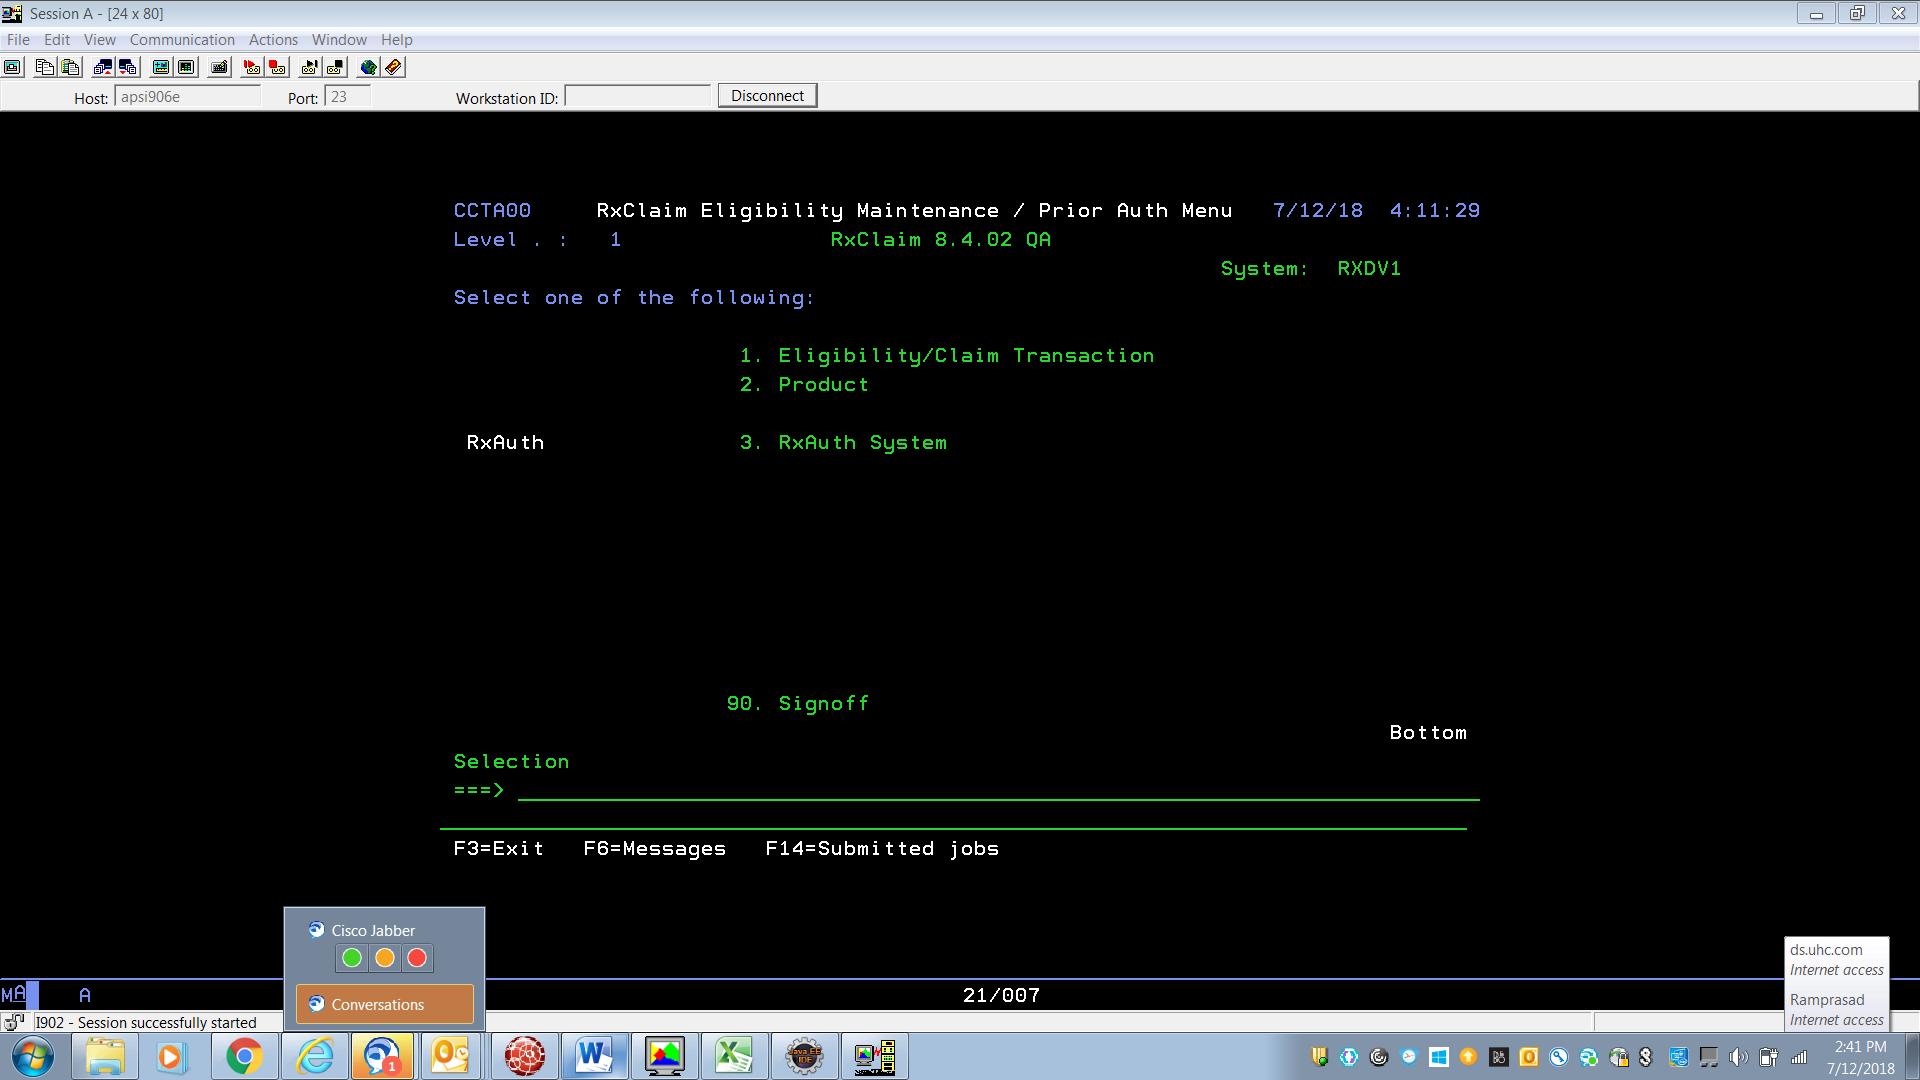 Session A - [24 x 80]
File Edit View Communication Actions Window Help
Host: apsi906e Port: 23 Workstation ID: Disconnect
CCTA00 RxClaim Eligibility Maintenance / Prior Auth Menu 7/12/18 4:11:29
Level . : 1 RxClaim 8.4.02 QA
System: RXDV1
Select one of the following:
1. Eligibility/Claim Transaction
2. Product
RxAuth 3. RxAuth System
90. Signoff
Bottom
Selection
===>
F3=Exit F6=Messages F14=Submitted jobs
Cisco Jabber
Conversations
ds.uhc.com
Internet access
Ramprasad
Internet access
MA A 21/007
I902 - Session successfully started
1
Java EE
IDE
2:41 PM
7/12/2018